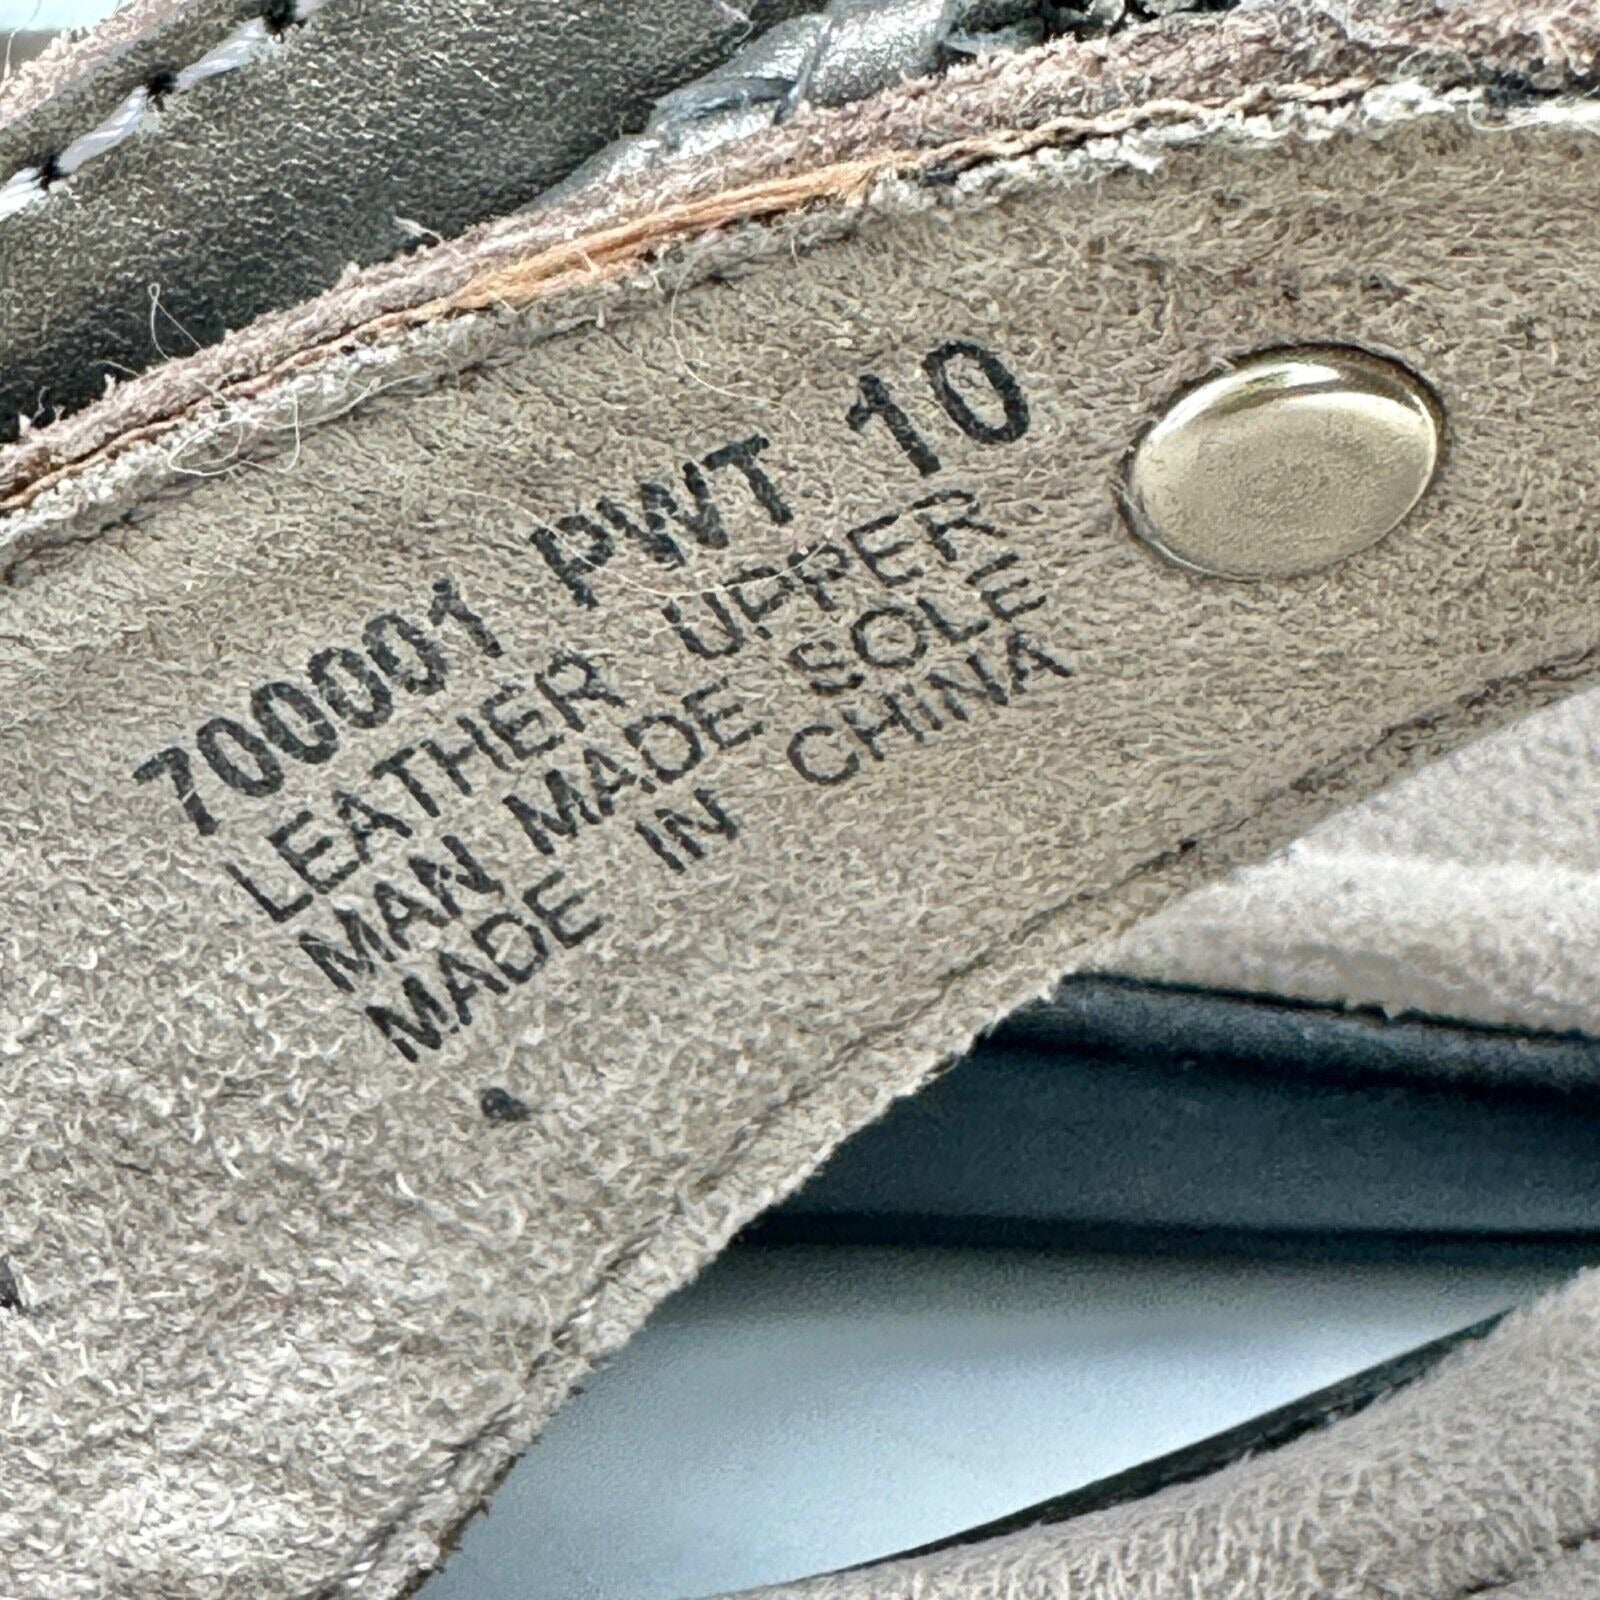 700001 PWT 10
LEATHER UPPER
MAN MADE SOLE
MADE IN CHINA